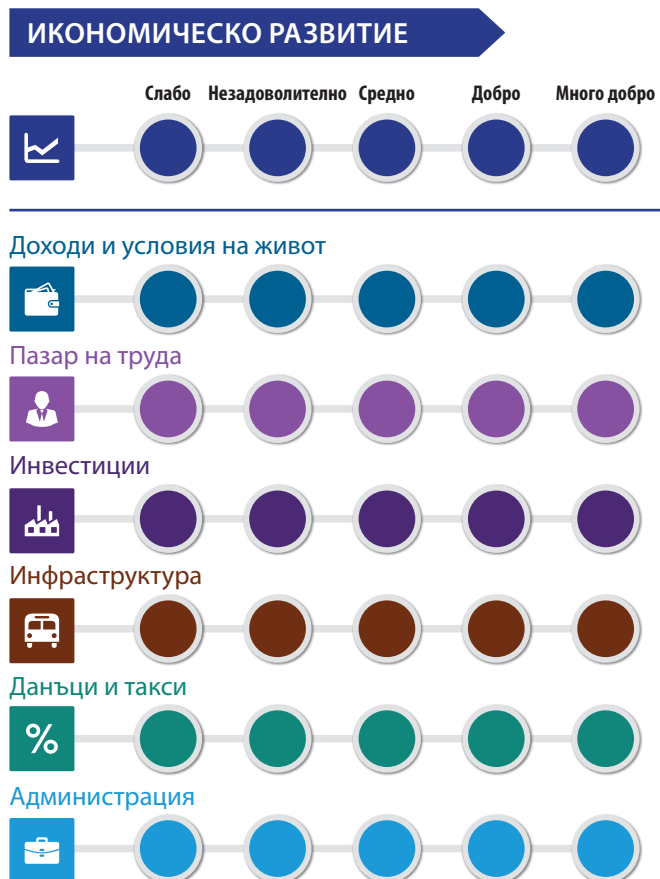 ИКОНОМИЧЕСКО РАЗВИТИЕ
Слабо Незадоволително Средно Добро Много добро
Доходи и условия на живот
Пазар на труда
Инвестиции
Инфраструктура
Данъци и такси
%
Администрация